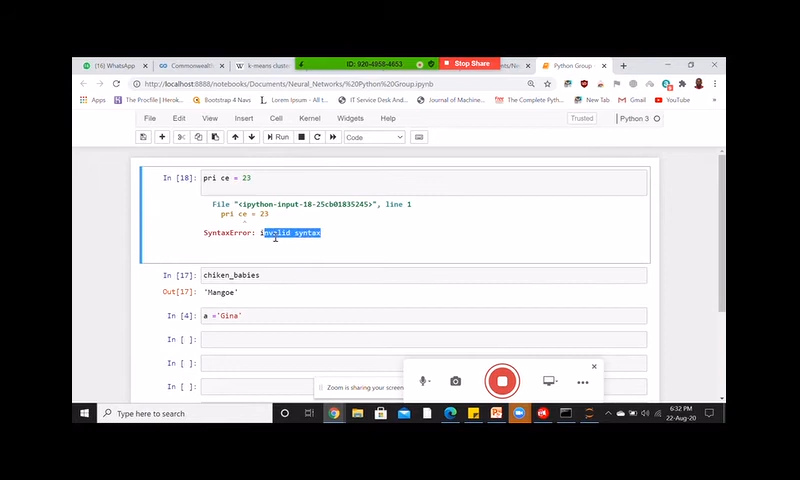 (16) WhatsApp
Commonwealth
k-means cluster
ID: 920-4958-4653
Stop Share
Python Group
http://localhost:8888/notebooks/Documents/Neural_Networks/%20Python%20Group.ipynb
Apps
The Procfile | Herok...
Bootstrap 4 Navs
Lorem Ipsum - All t...
IT Service Desk And...
Journal of Machine...
The Complete Pyth...
New Tab
Gmail
YouTube
File
Edit
View
Insert
Cell
Kernel
Widgets
Help
Trusted
Python 3
Run
Code
In [18]:
pri ce = 23
File "<ipython-input-18-25cb01835245>", line 1
pri ce = 23
^
SyntaxError: invalid syntax
In [17]:
chiken_babies
Out[17]:
'Mangoe'
In [4]:
a ='Gina'
In [ ]:
In [ ]:
In [ ]:
Zoom is sharing your screen
Type here to search
6:32 PM
22-Aug-20